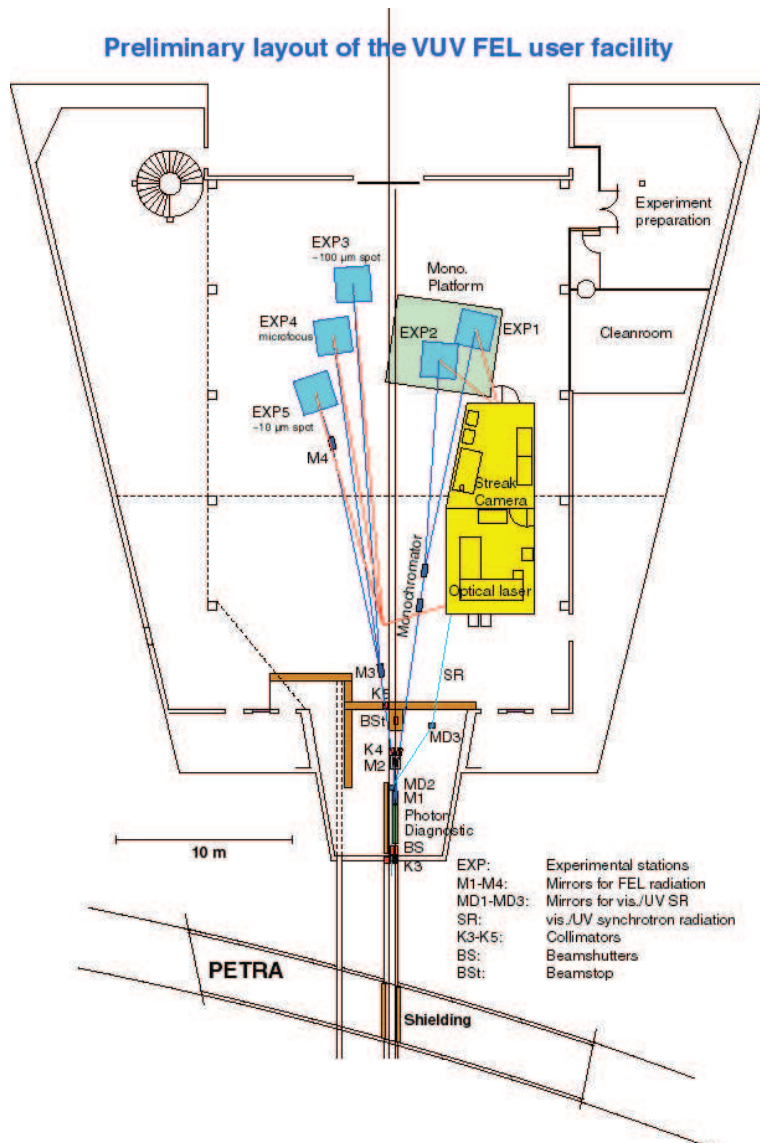 Preliminary layout of the VUV FEL user facility
Experiment
preparation
EXP3
~100 µm spot
Mono.
Platform
EXP4
microfocus
EXP2
EXP1
Cleanroom
EXP5
~10 µm spot
M4
Streak
Camera
Monochromator
Optical laser
M3
SR
K5
BSt
MD3
K4
M2
MD2
M1
Photon
Diagnostic
10 m
BS
K3
EXP: Experimental stations
M1-M4: Mirrors for FEL radiation
MD1-MD3: Mirrors for vis./UV SR
SR: vis./UV synchrotron radiation
K3-K5: Collimators
BS: Beamshutters
BSt: Beamstop
PETRA
Shielding